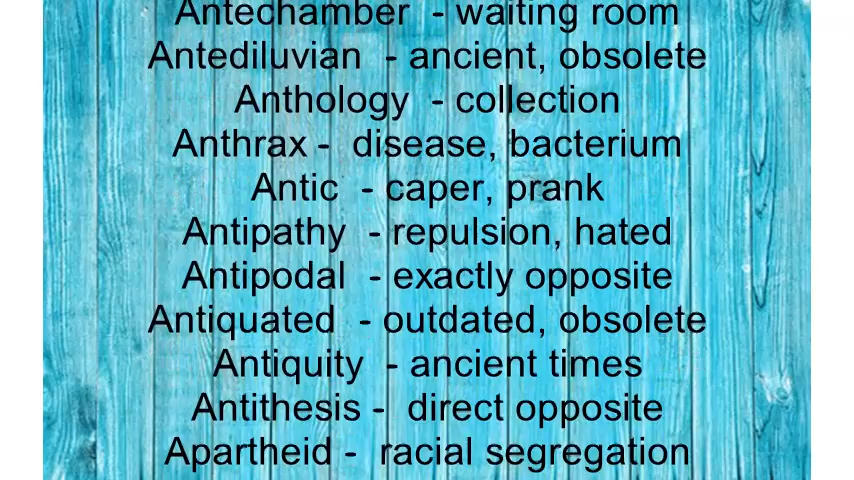 Antechamber - waiting room
Antediluvian - ancient, obsolete
Anthology - collection
Anthrax - disease, bacterium
Antic - caper, prank
Antipathy - repulsion, hated
Antipodal - exactly opposite
Antiquated - outdated, obsolete
Antiquity - ancient times
Antithesis - direct opposite
Apartheid - racial segregation